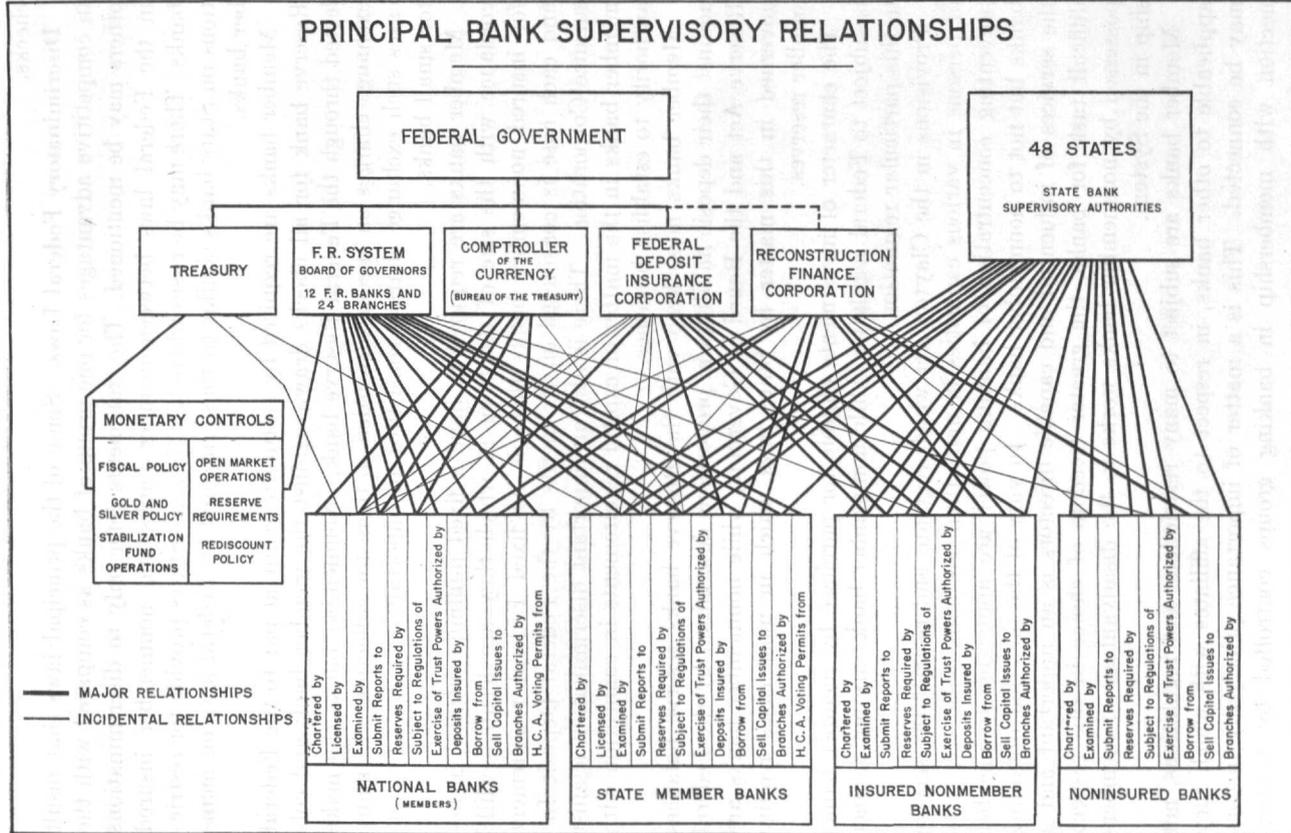 PRINCIPAL BANK SUPERVISORY RELATIONSHIPS
FEDERAL GOVERNMENT
48 STATES
STATE BANK
SUPERVISORY AUTHORITIES
TREASURY
F. R. SYSTEM
BOARD OF GOVERNORS
12 F. R. BANKS AND
24 BRANCHES
COMPTROLLER
OF THE
CURRENCY
(BUREAU OF THE TREASURY)
FEDERAL
DEPOSIT
INSURANCE
CORPORATION
RECONSTRUCTION
FINANCE
CORPORATION
MONETARY CONTROLS
FISCAL POLICY
GOLD AND
SILVER POLICY
STABILIZATION
FUND
OPERATIONS
OPEN MARKET
OPERATIONS
RESERVE
REQUIREMENTS
REDISCOUNT
POLICY
MAJOR RELATIONSHIPS
INCIDENTAL RELATIONSHIPS
Chartered by
Licensed by
Examined by
Submit Reports to
Reserves Required by
Subject to Regulations of
Exercise of Trust Powers Authorized by
Deposits Insured by
Borrow from
Sell Capital Issues to
Branches Authorized by
H. C. A. Voting Permits from
NATIONAL BANKS
(MEMBERS)
Chartered by
Licensed by
Examined by
Submit Reports to
Reserves Required by
Subject to Regulations of
Exercise of Trust Powers Authorized by
Deposits Insured by
Borrow from
Sell Capital Issues to
Branches Authorized by
H. C. A. Voting Permits from
STATE MEMBER BANKS
Chartered by
Examined by
Submit Reports to
Reserves Required by
Subject to Regulations of
Exercise of Trust Powers Authorized by
Deposits Insured by
Borrow from
Sell Capital Issues to
Branches Authorized by
INSURED NONMEMBER
BANKS
Chartered by
Examined by
Submit Reports to
Reserves Required by
Subject to Regulations of
Exercise of Trust Powers Authorized by
Borrow from
Sell Capital Issues to
Branches Authorized by
NONINSURED BANKS